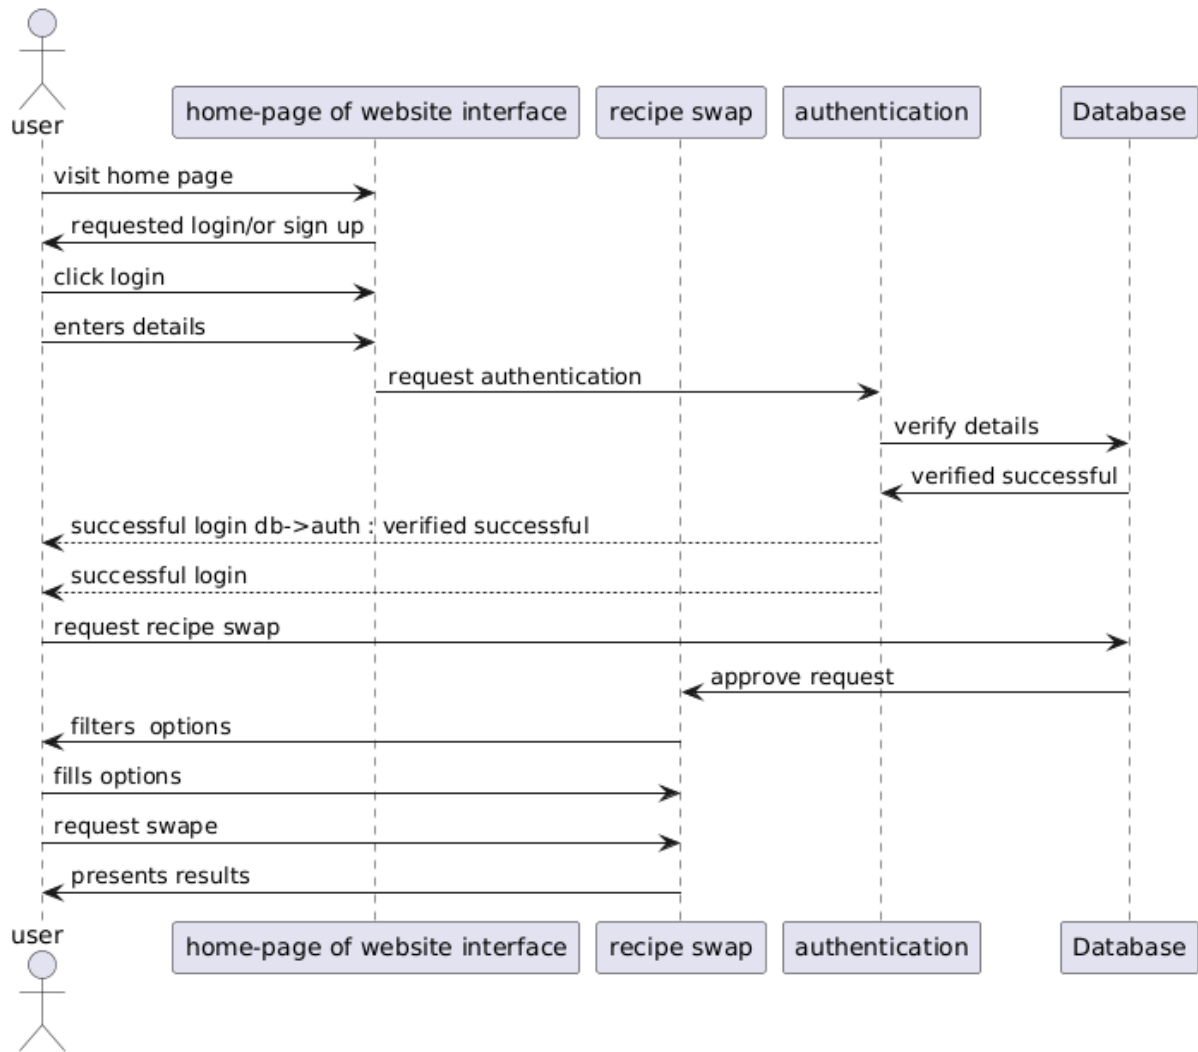 user
home-page of website interface
recipe swap
authentication
Database
visit home page
requested login/or sign up
click login
enters details
request authentication
verify details
verified successful
successful login db->auth : verified successful
successful login
request recipe swap
approve request
filters  options
fills options
request swape
presents results
user
home-page of website interface
recipe swap
authentication
Database